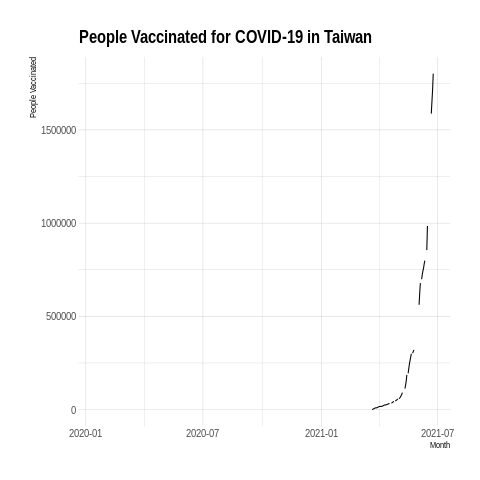 People Vaccinated for COVID-19 in Taiwan
People Vaccinated
1500000
1000000
500000
0
2020-01 2020-07 2021-01 2021-07
Month